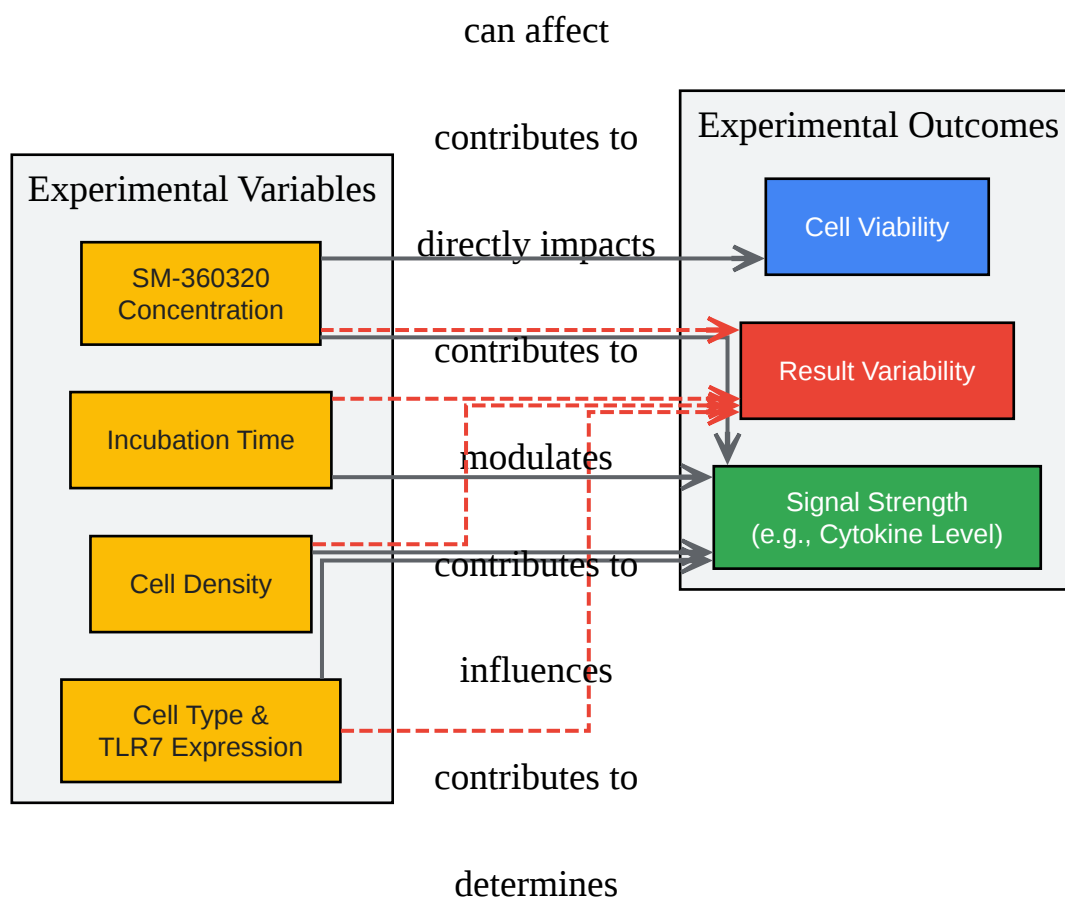 can affect
contributes to
directly impacts
contributes to
modulates
contributes to
influences
contributes to
determines
Experimental Variables
SM-360320
Concentration
Incubation Time
Cell Density
Cell Type &
TLR7 Expression
Experimental Outcomes
Cell Viability
Result Variability
Signal Strength
(e.g., Cytokine Level)